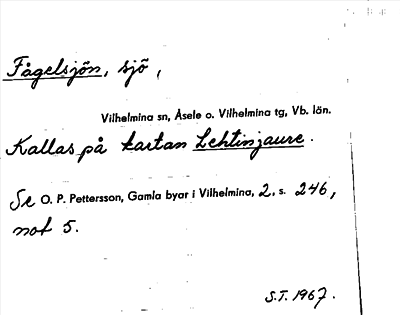 Fågelsjön, sjö,
Vilhelmina sn, Åsele o. Vilhelmina tg, Vb. län.
Kallas på kartan Lehtinjaure.
Se O. P. Pettersson, Gamla byar i Vilhelmina, 2. s. 246,
not 5.
S.T. 1967.